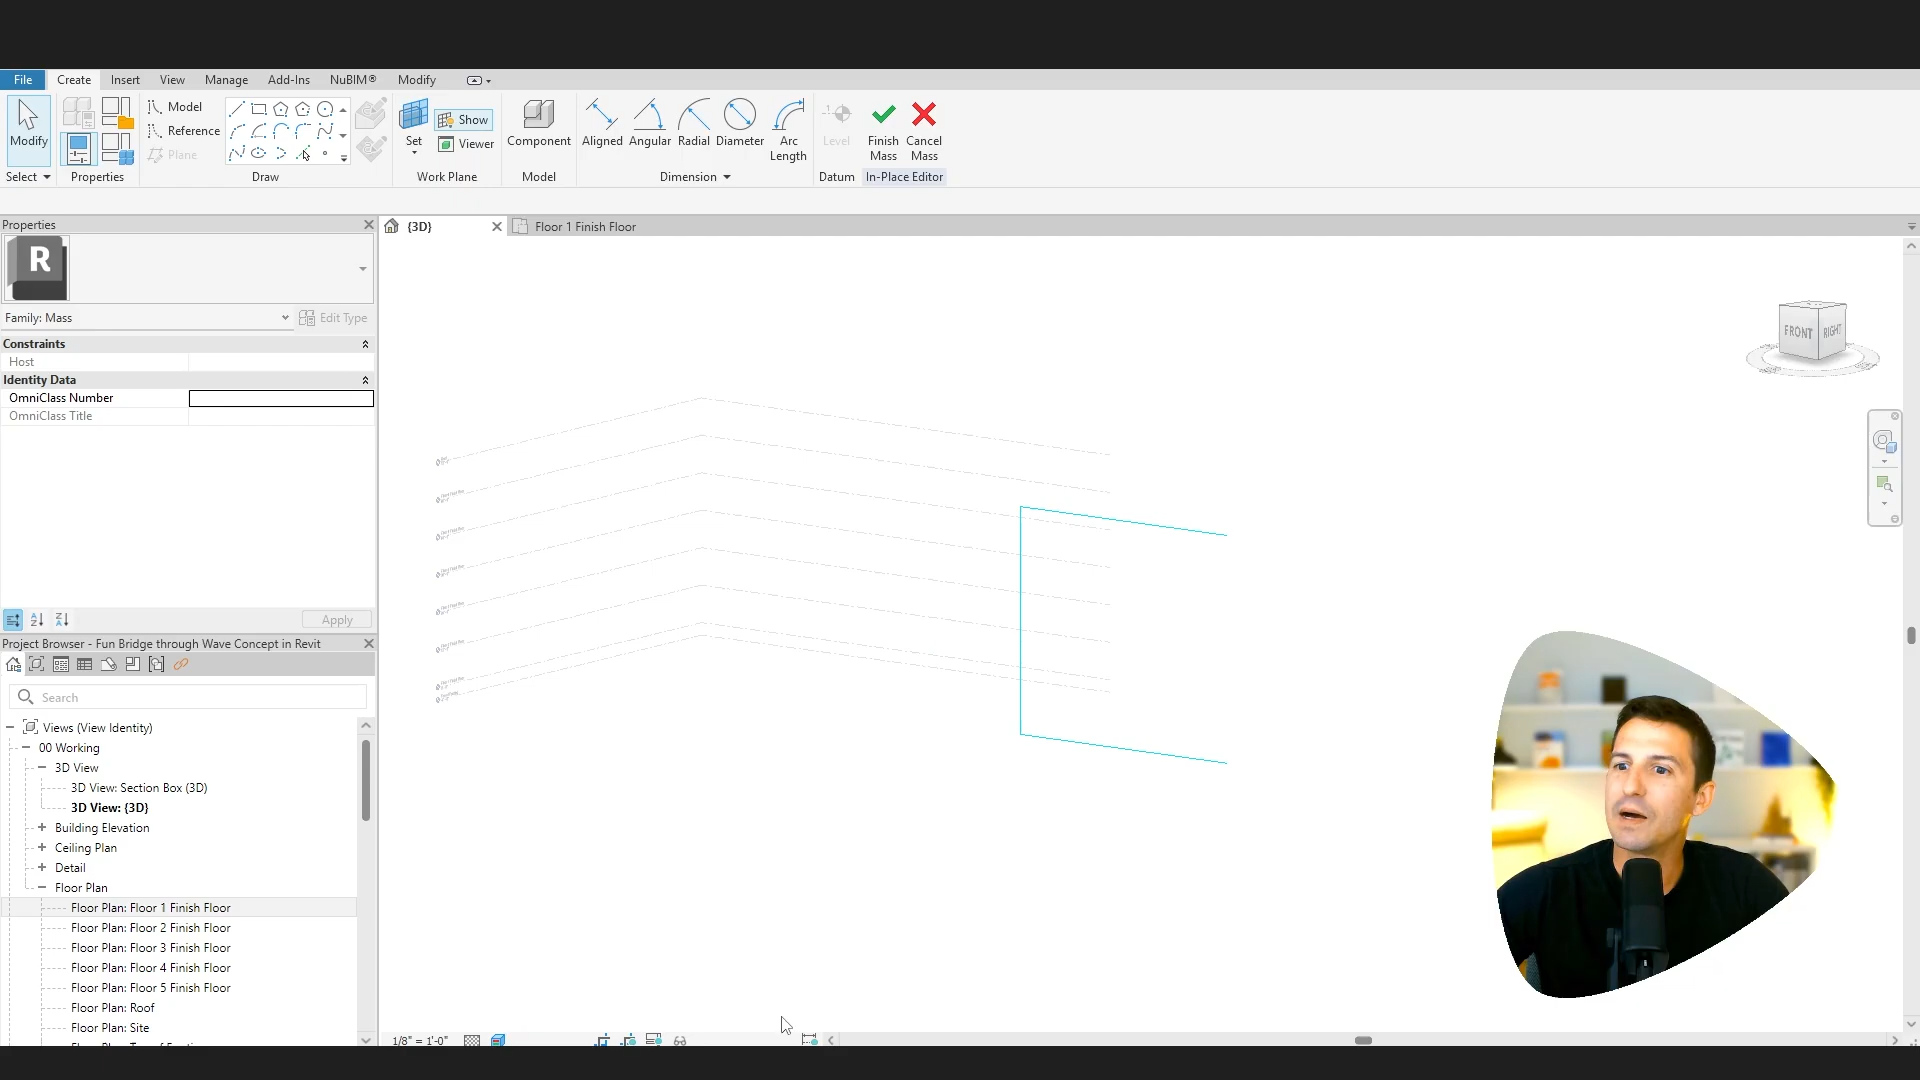 File Create Insert View Manage Add-Ins NuBIM® Modify
Modify
Model
Reference
Plane
Set
Show
Viewer
Component
Aligned Angular Radial Diameter Arc Length
Level
Finish Mass
Cancel Mass
Select Properties Draw Work Plane Model Dimension Datum In-Place Editor
Properties
{3D}
Floor 1 Finish Floor
R
Family: Mass
Edit Type
Constraints
Host
Identity Data
OmniClass Number
OmniClass Title
FRONT RIGHT
Apply
Project Browser - Fun Bridge through Wave Concept in Revit
Search
Views (View Identity)
00 Working
3D View
3D View: Section Box (3D)
3D View: {3D}
Building Elevation
Ceiling Plan
Detail
Floor Plan
Floor Plan: Floor 1 Finish Floor
Floor Plan: Floor 2 Finish Floor
Floor Plan: Floor 3 Finish Floor
Floor Plan: Floor 4 Finish Floor
Floor Plan: Floor 5 Finish Floor
Floor Plan: Roof
Floor Plan: Site
1/8" = 1'-0"